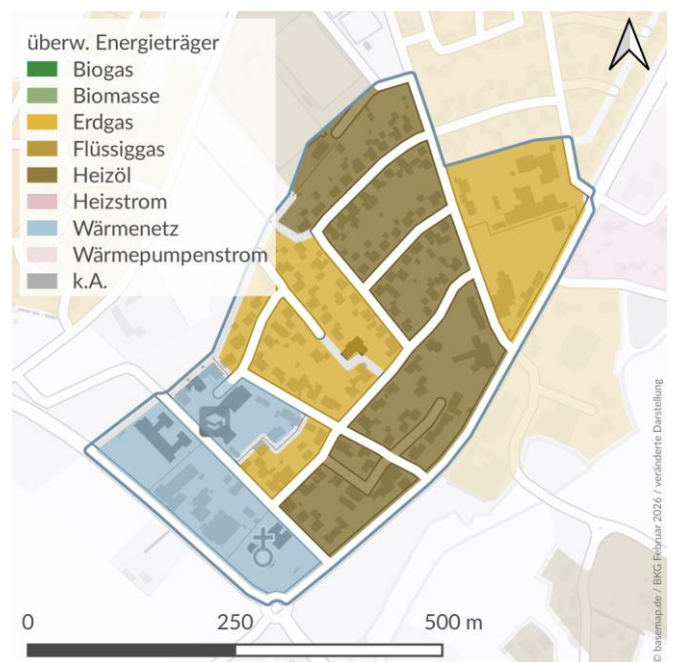 überw. Energieträger
Biogas
Biomasse
Erdgas
Flüssiggas
Heizöl
Heizstrom
Wärmenetz
Wärmepumpenstrom
k.A.
© basemap.de / BKG Februar 2026 / veränderte Darstellung
0 250 500 m